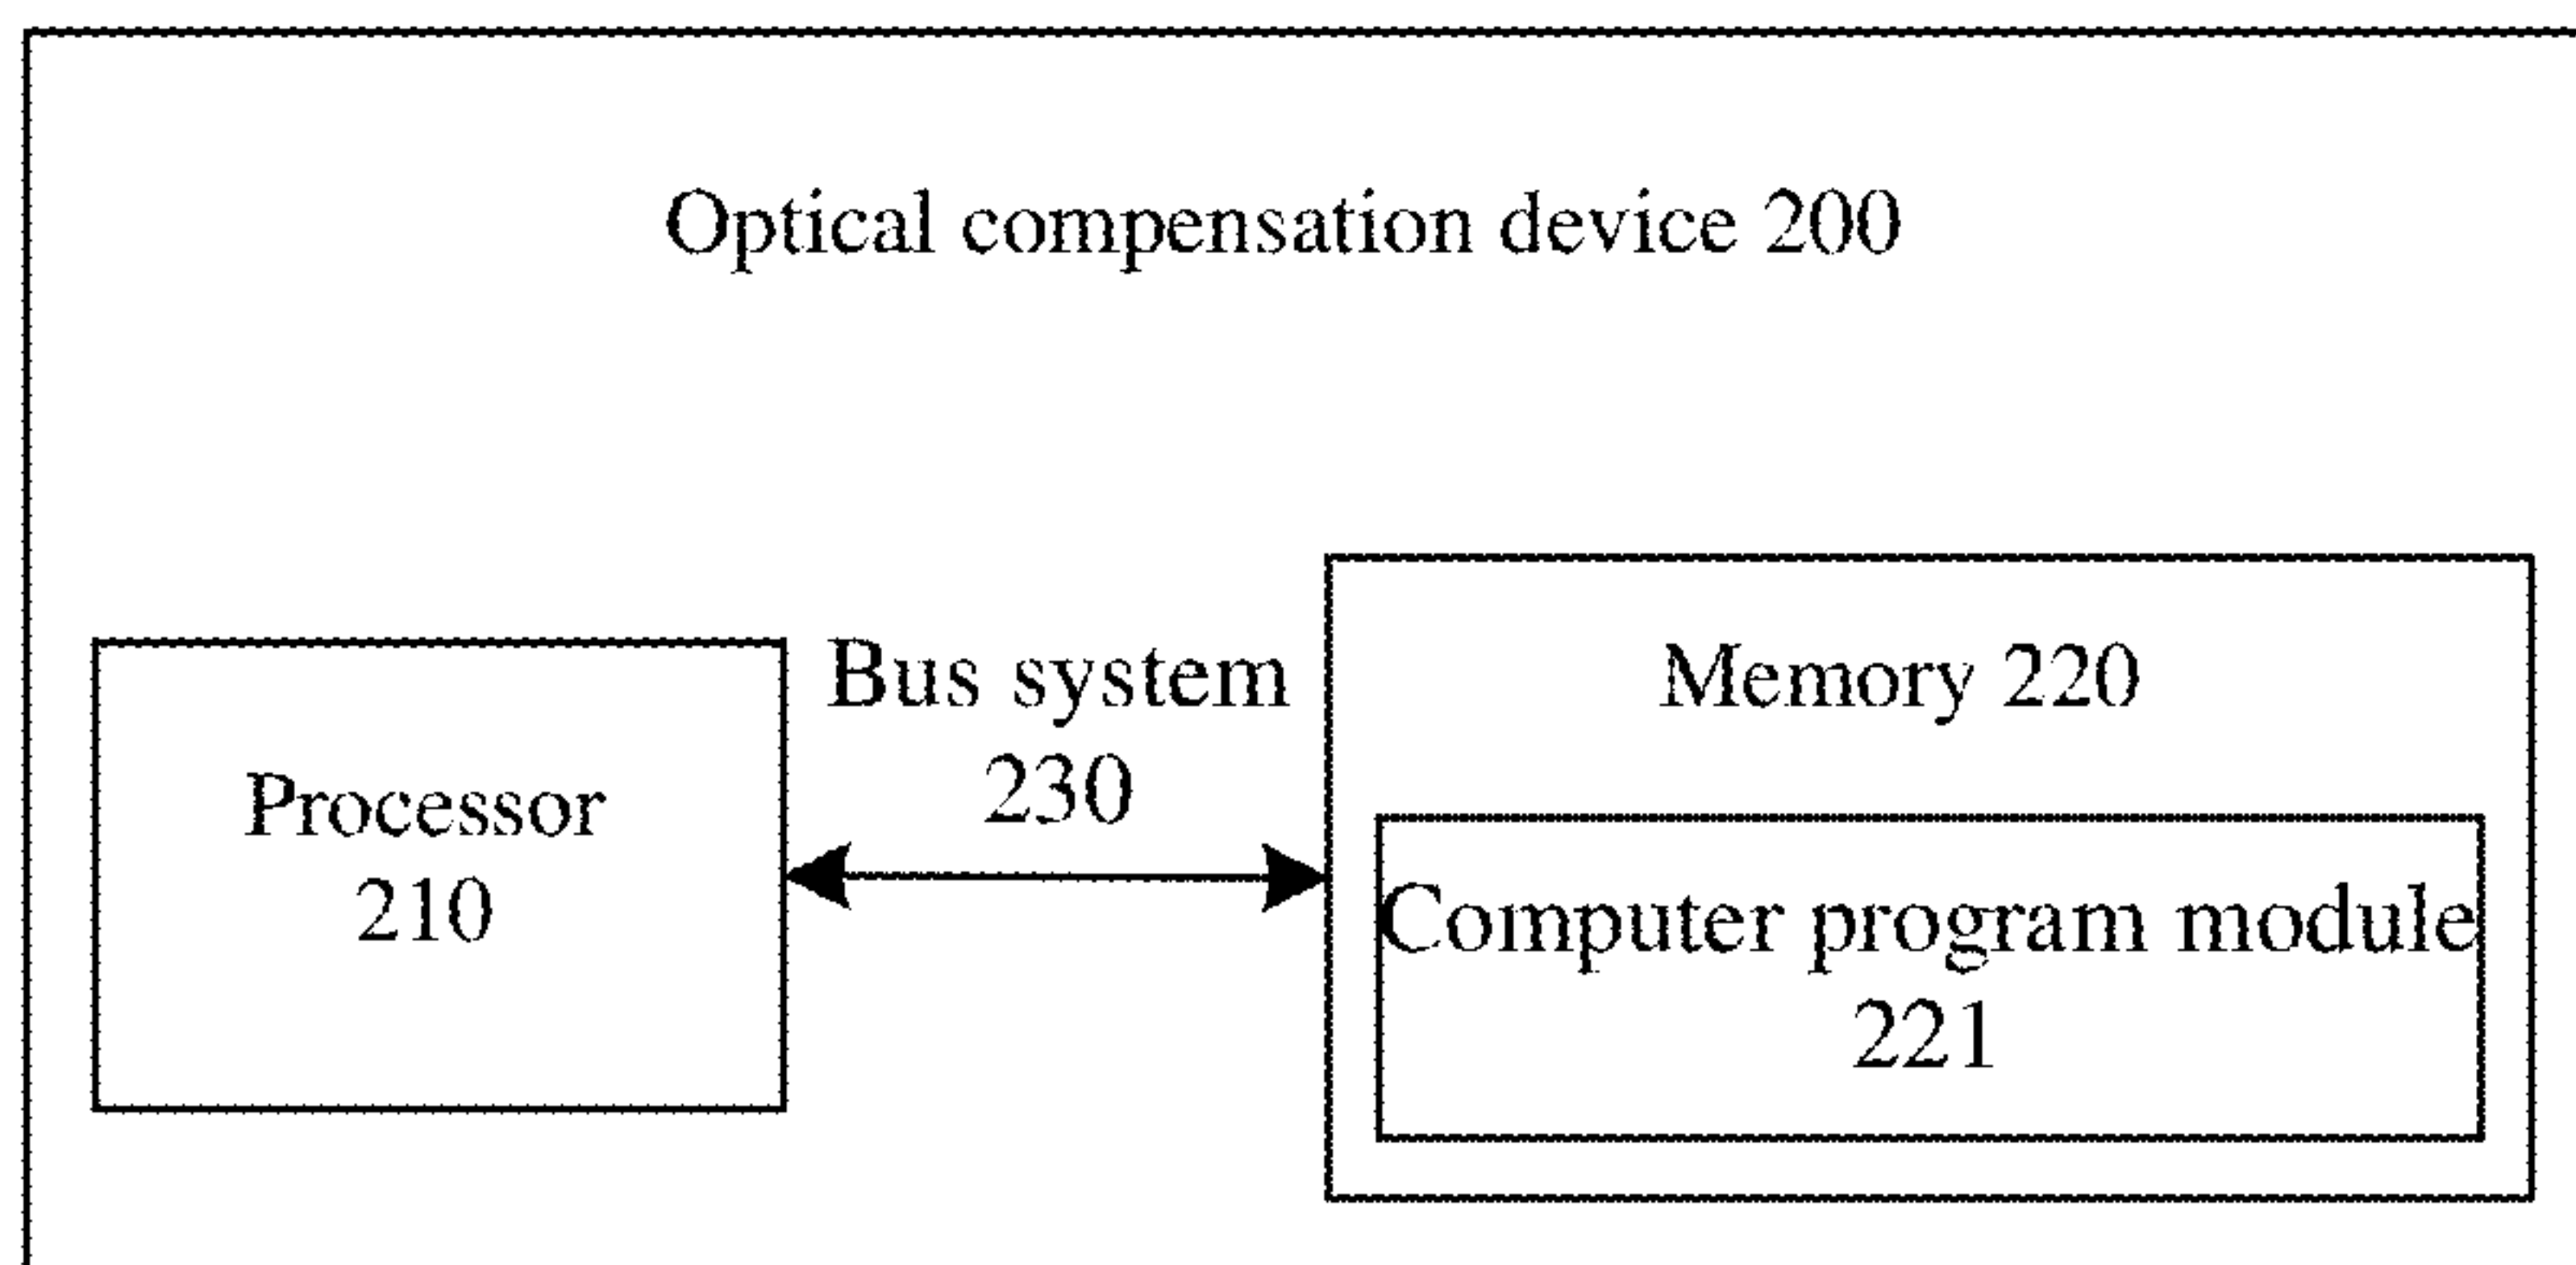 Optical compensation device 200
Bus system
230
Processor
210
Memory 220
Computer program module
221